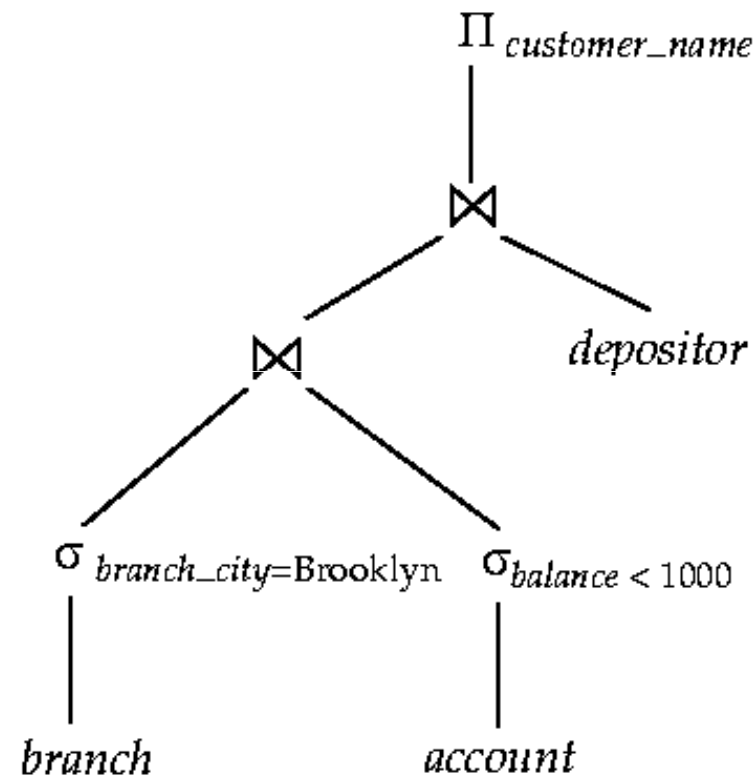 Π customer_name
⋈
depositor
⋈
σ branch_city=Brooklyn
σ balance < 1000
branch
account